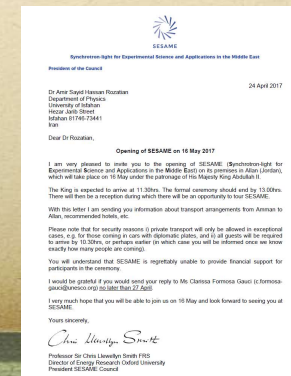 SESAME
Synchrotron-light for Experimental Science and Applications in the Middle East
President of the Council
24 April 2017
Dr Amir Sayid Hassan Rozatian
Department of Physics
University of Isfahan
Hezar Jarib Street
Isfahan 81746-73441
Iran
Dear Dr Rozatian,
Opening of SESAME on 16 May 2017
I am very pleased to invite you to the opening of SESAME (Synchrotron-light for
Experimental Science and Applications in the Middle East) on its premises in Allan (Jordan),
which will take place on 16 May under the patronage of His Majesty King Abdullah II.
The King is expected to arrive at 11.30hrs. The formal ceremony should end by 13.00hrs.
There will then be a reception during which there will be an opportunity to tour SESAME.
With this letter I am sending you information about transport arrangements from Amman to
Allan, recommended hotels, etc.
Please note that for security reasons i) private transport will only be allowed in exceptional
cases, e.g. for those coming in cars with diplomatic plates, and ii) all guests will be required
to arrive by 10.30hrs, or perhaps earlier (in which case you will be informed once we know
exactly how many people are coming).
You will understand that SESAME is regrettably unable to provide financial support for
participants in the ceremony.
I would be grateful if you would send your reply to Ms Clarissa Formosa Gauci (c.formosa-
gauci@unesco.org) no later than 27 April.
I very much hope that you will be able to join us on 16 May and look forward to seeing you at
SESAME.
Yours sincerely,
Chris Llewellyn Smith
Professor Sir Chris Llewellyn Smith FRS
Director of Energy Research Oxford University
President SESAME Council